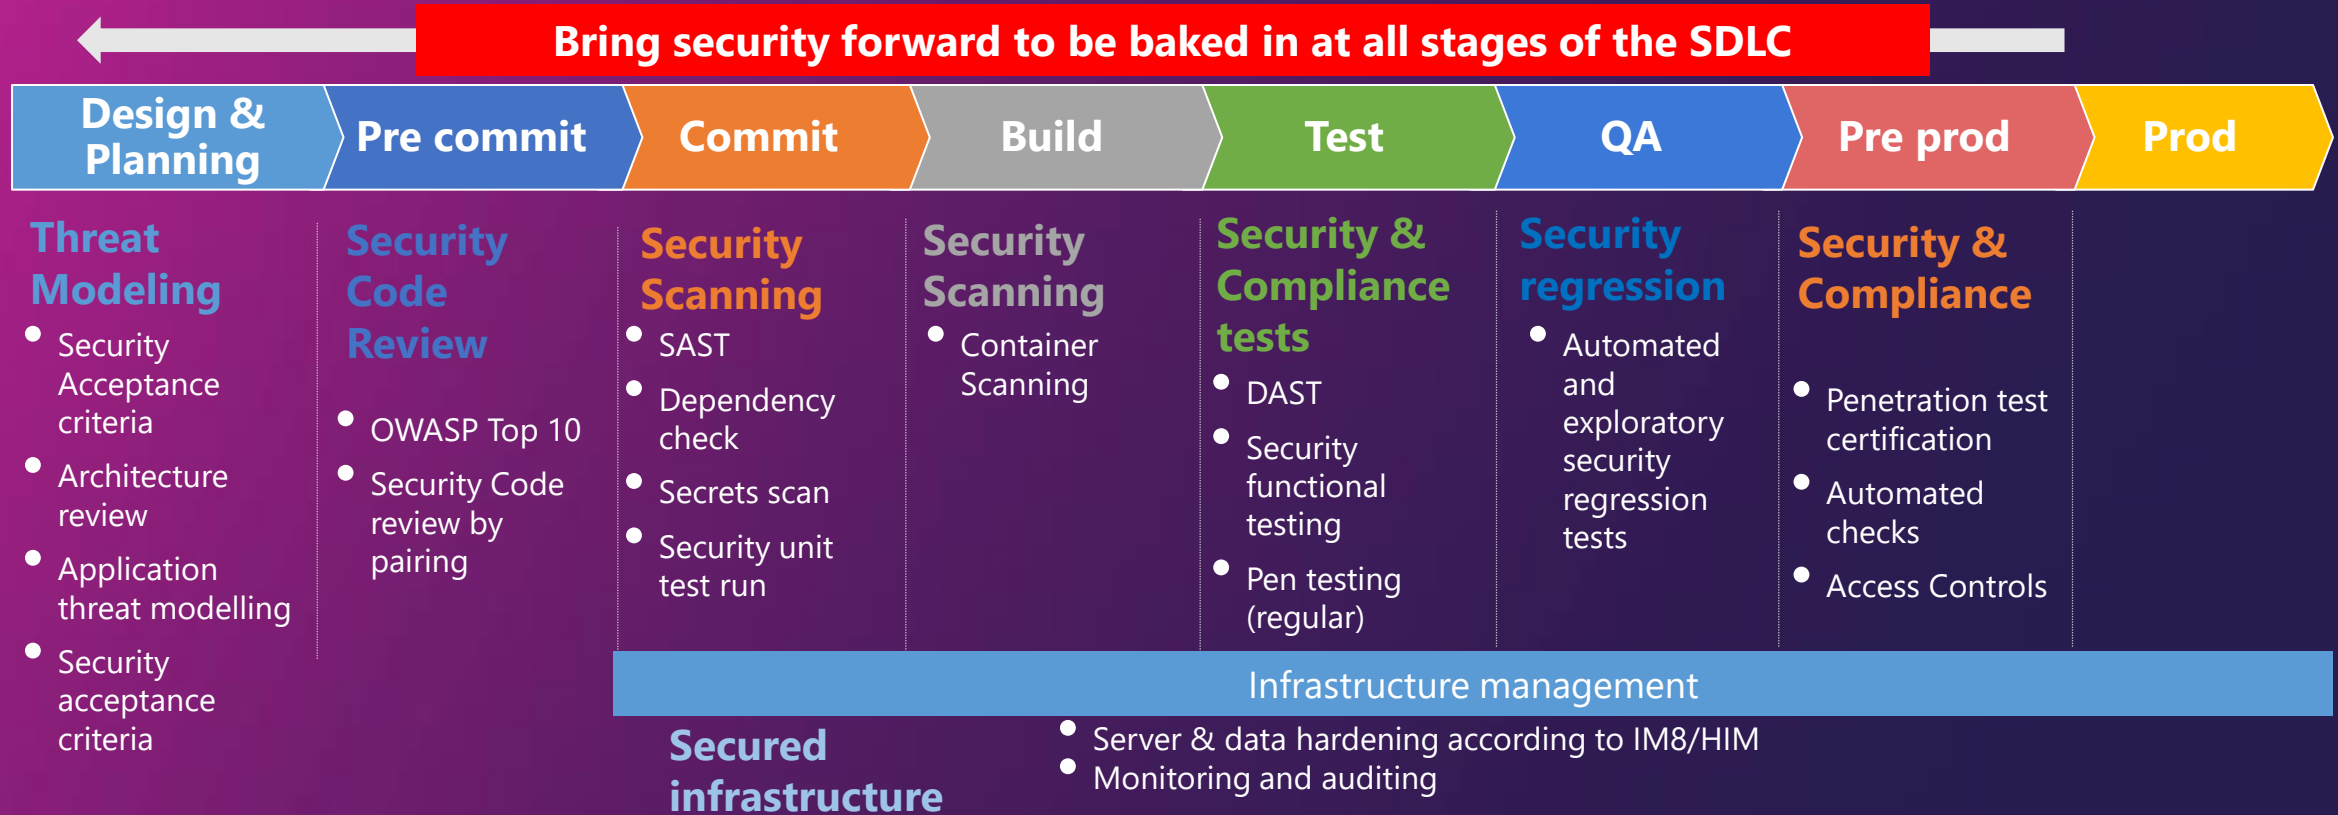 Bring security forward to be baked in at all stages of the SDLC
Design &
Planning
Pre commit
Commit
Build
Test
QA
Pre prod
Prod
Threat
Modeling
Security
Acceptance
criteria
Architecture
review
Application
threat modelling
Security
acceptance
criteria
Security
Code
Review
OWASP Top 10
Security Code
review by
pairing
Security
Scanning
SAST
Dependency
check
Secrets scan
Security unit
test run
Security
Scanning
Container
Scanning
Security &
Compliance
tests
DAST
Security
functional
testing
Pen testing
(regular)
Security
regression
Automated
and
exploratory
security
regression
tests
Security &
Compliance
Penetration test
certification
Automated
checks
Access Controls
Infrastructure management
Secured
infrastructure
Server & data hardening according to IM8/HIM
Monitoring and auditing